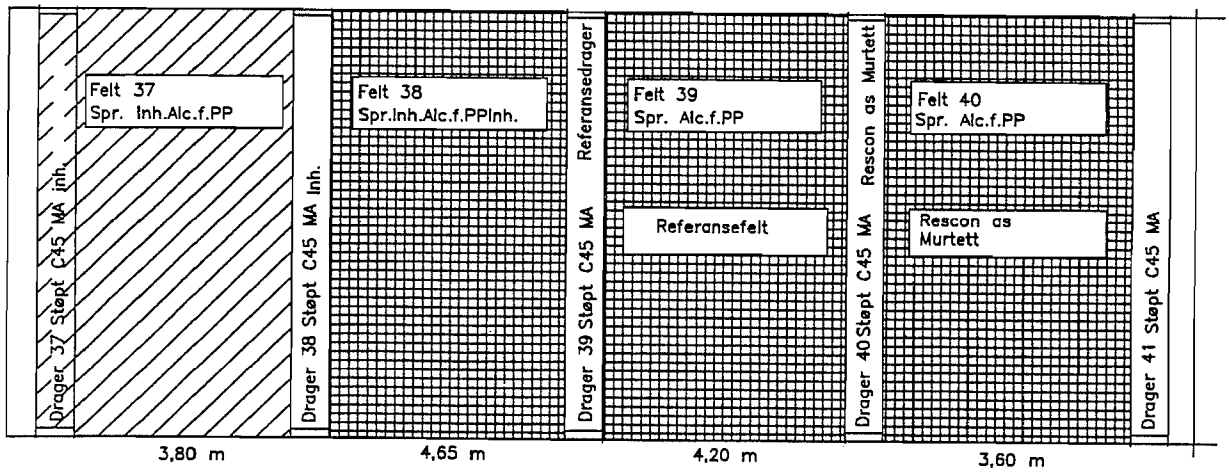 Drager 37 Støpt C45 MA inh.
Felt 37
Spr. Inh.Alc.f.PP
Drager 38 Støpt C45 MA Inh.
Felt 38
Spr.Inh.Alc.f.PPInh.
Drager 39 Støpt C45 MA Referansedrager
Felt 39
Spr. Alc.f.PP
Referansefelt
Drager 40 Støpt C45 MA Rescon as Murtett
Felt 40
Spr. Alc.f.PP
Rescon as
Murtett
Drager 41 Støpt C45 MA
3,80 m
4,65 m
4,20 m
3,60 m